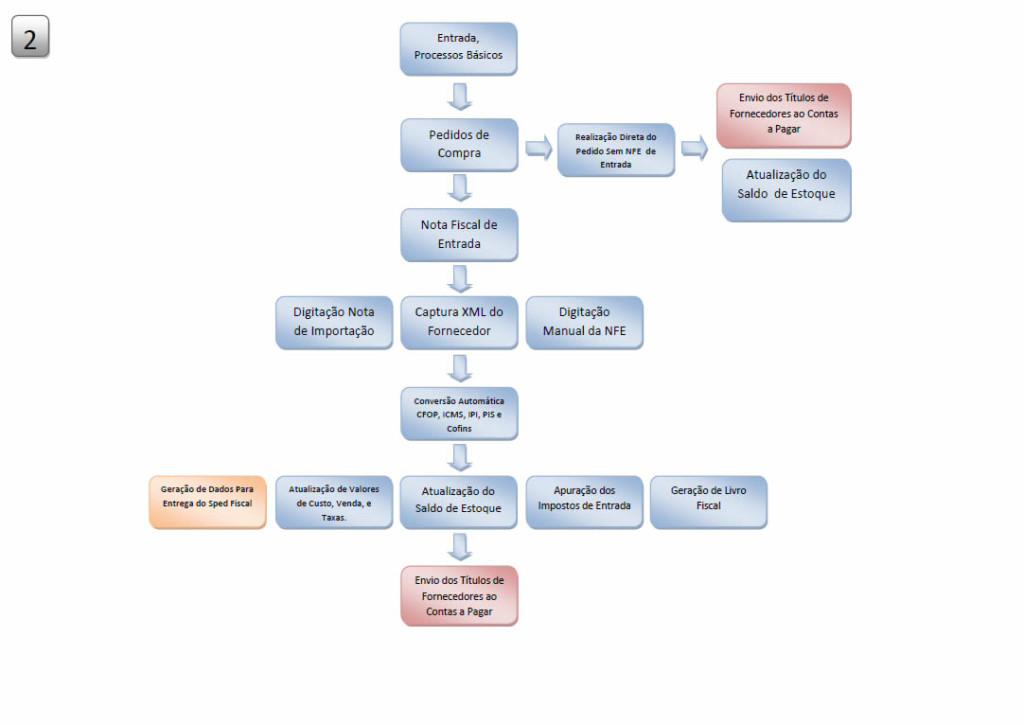 2
Entrada,
Processos Básicos
Pedidos de
Compra
Realização Direta do
Pedido Sem NFE de
Entrada
Envio dos Títulos de
Fornecedores ao Contas
a Pagar
Atualização do
Saldo de Estoque
Nota Fiscal de
Entrada
Digitação Nota
de Importação
Captura XML do
Fornecedor
Digitação
Manual da NFE
Conversão Automática
CFOP, ICMS, IPI, PIS e
Cofins
Geração de Dados Para
Entrega do Sped Fiscal
Atualização de Valores
de Custo, Venda, e
Taxas.
Atualização do
Saldo de Estoque
Apuração dos
Impostos de Entrada
Geração de Livro
Fiscal
Envio dos Títulos de
Fornecedores ao
Contas a Pagar